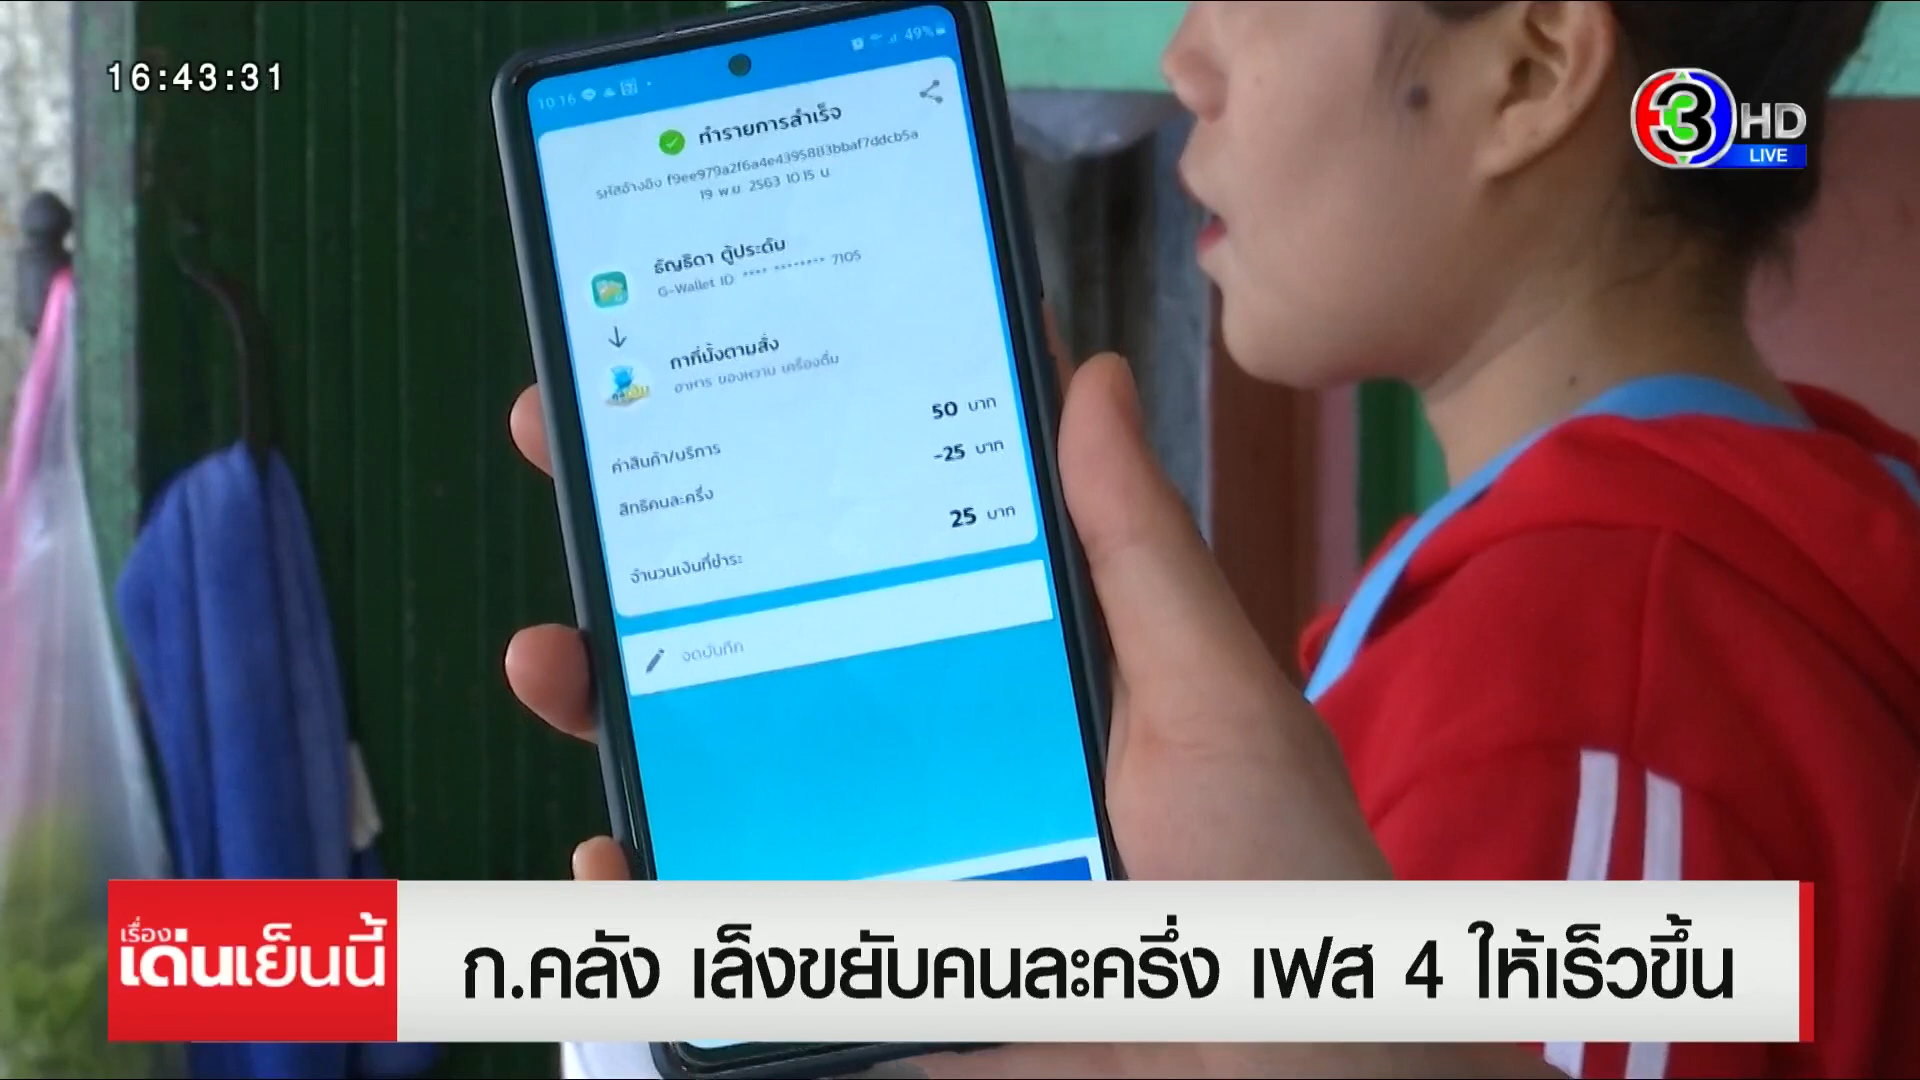 16:43:31
3 HD
LIVE
10:16
49%
ทำรายการสำเร็จ
รหัสอ้างอิง f9ee979a2f6a4e4395883bbaf7ddcb5a
19 พ.ย. 2563 10:15 น.
ธัญธิดา ตู้ประดับ
G-Wallet ID **** ******** 7105
กาที่นั้งตามสั่ง
อาหาร ของหวาน เครื่องดื่ม
ค่าสินค้า/บริการ 50 บาท
สิทธิคนละครึ่ง -25 บาท
จำนวนเงินที่ชำระ 25 บาท
จดบันทึก
เรื่อง
เด่นเย็นนี้
ก.คลัง เล็งขยับคนละครึ่ง เฟส 4 ให้เร็วขึ้น